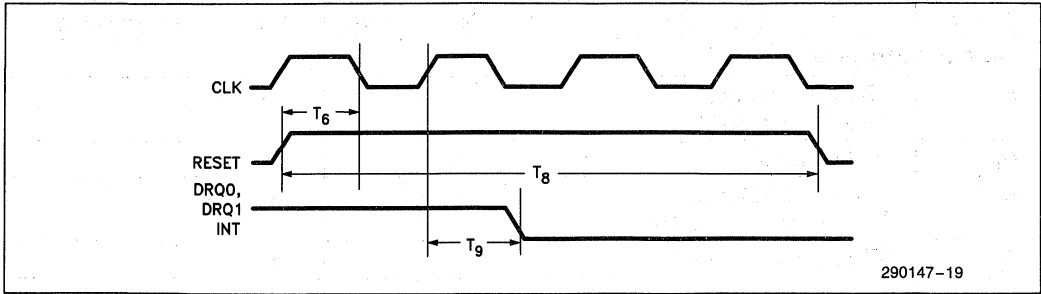 CLK
T6
RESET
T8
DRQ0,
DRQ1
INT
T9
290147–19